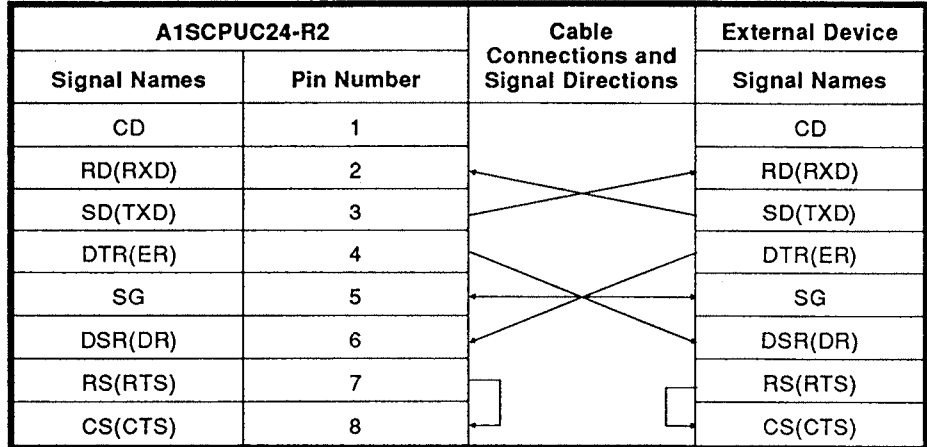 A1SCPUC24-R2
Cable
Connections and
Signal Directions
External Device
Signal Names
Pin Number
Signal Names
CD
1
CD
RD(RXD)
2
RD(RXD)
SD(TXD)
3
SD(TXD)
DTR(ER)
4
DTR(ER)
SG
5
SG
DSR(DR)
6
DSR(DR)
RS(RTS)
7
RS(RTS)
CS(CTS)
8
CS(CTS)